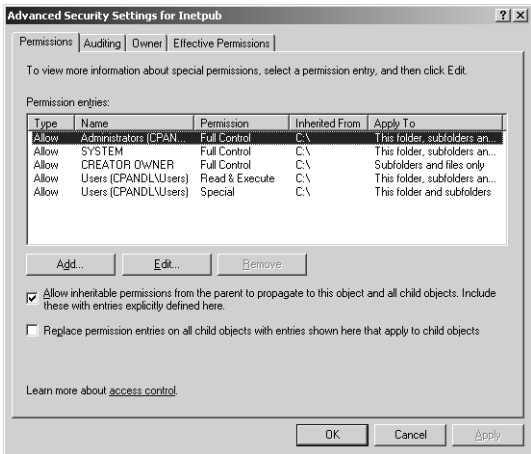 Advanced Security Settings for Inetpub
Permissions Auditing Owner Effective Permissions
To view more information about special permissions, select a permission entry, and then click Edit.
Permission entries:
Type Name Permission Inherited From Apply To
Allow Administrators (CPAN... Full Control C:\ This folder, subfolders an...
Allow SYSTEM Full Control C:\ This folder, subfolders an...
Allow CREATOR OWNER Full Control C:\ Subfolders and files only
Allow Users (CPANDL\Users) Read & Execute C:\ This folder, subfolders an...
Allow Users (CPANDL\Users) Special C:\ This folder and subfolders
Add... Edit... Remove
Allow inheritable permissions from the parent to propagate to this object and all child objects. Include
these with entries explicitly defined here.
Replace permission entries on all child objects with entries shown here that apply to child objects
Learn more about access control.
OK Cancel Apply